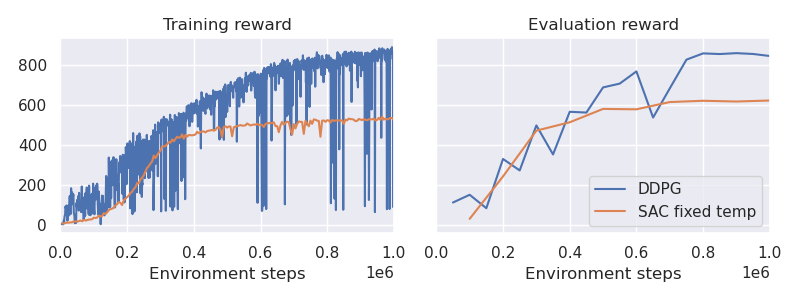 Training reward
Evaluation reward
800
600
400
200
0
0.0 0.2 0.4 0.6 0.8 1.0
1e6
Environment steps
0.0 0.2 0.4 0.6 0.8 1.0
1e6
Environment steps
DDPG
SAC fixed temp